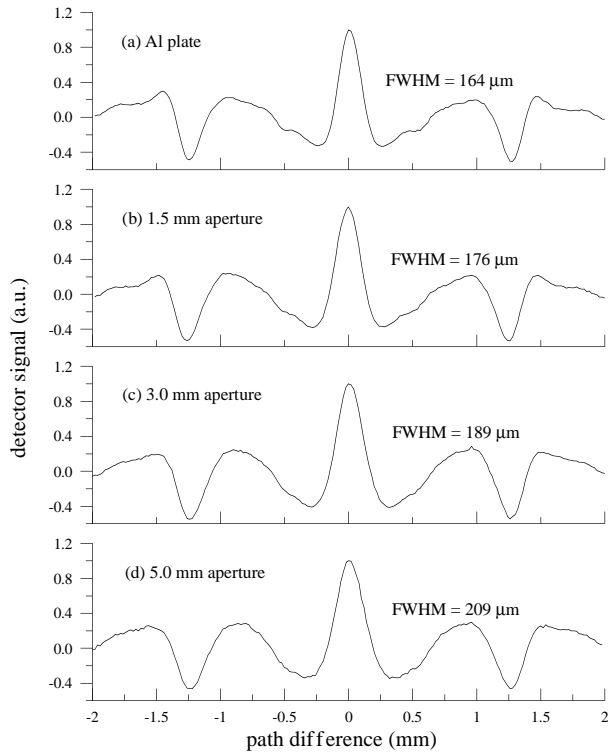 1.2
(a) Al plate
0.8
FWHM = 164 μm
0.4
0.0
-0.4
1.2
(b) 1.5 mm aperture
0.8
FWHM = 176 μm
0.4
0.0
-0.4
detector signal (a.u.)
1.2
(c) 3.0 mm aperture
0.8
FWHM = 189 μm
0.4
0.0
-0.4
1.2
(d) 5.0 mm aperture
0.8
FWHM = 209 μm
0.4
0.0
-0.4
-2 -1.5 -1 -0.5 0 0.5 1 1.5 2
path difference (mm)